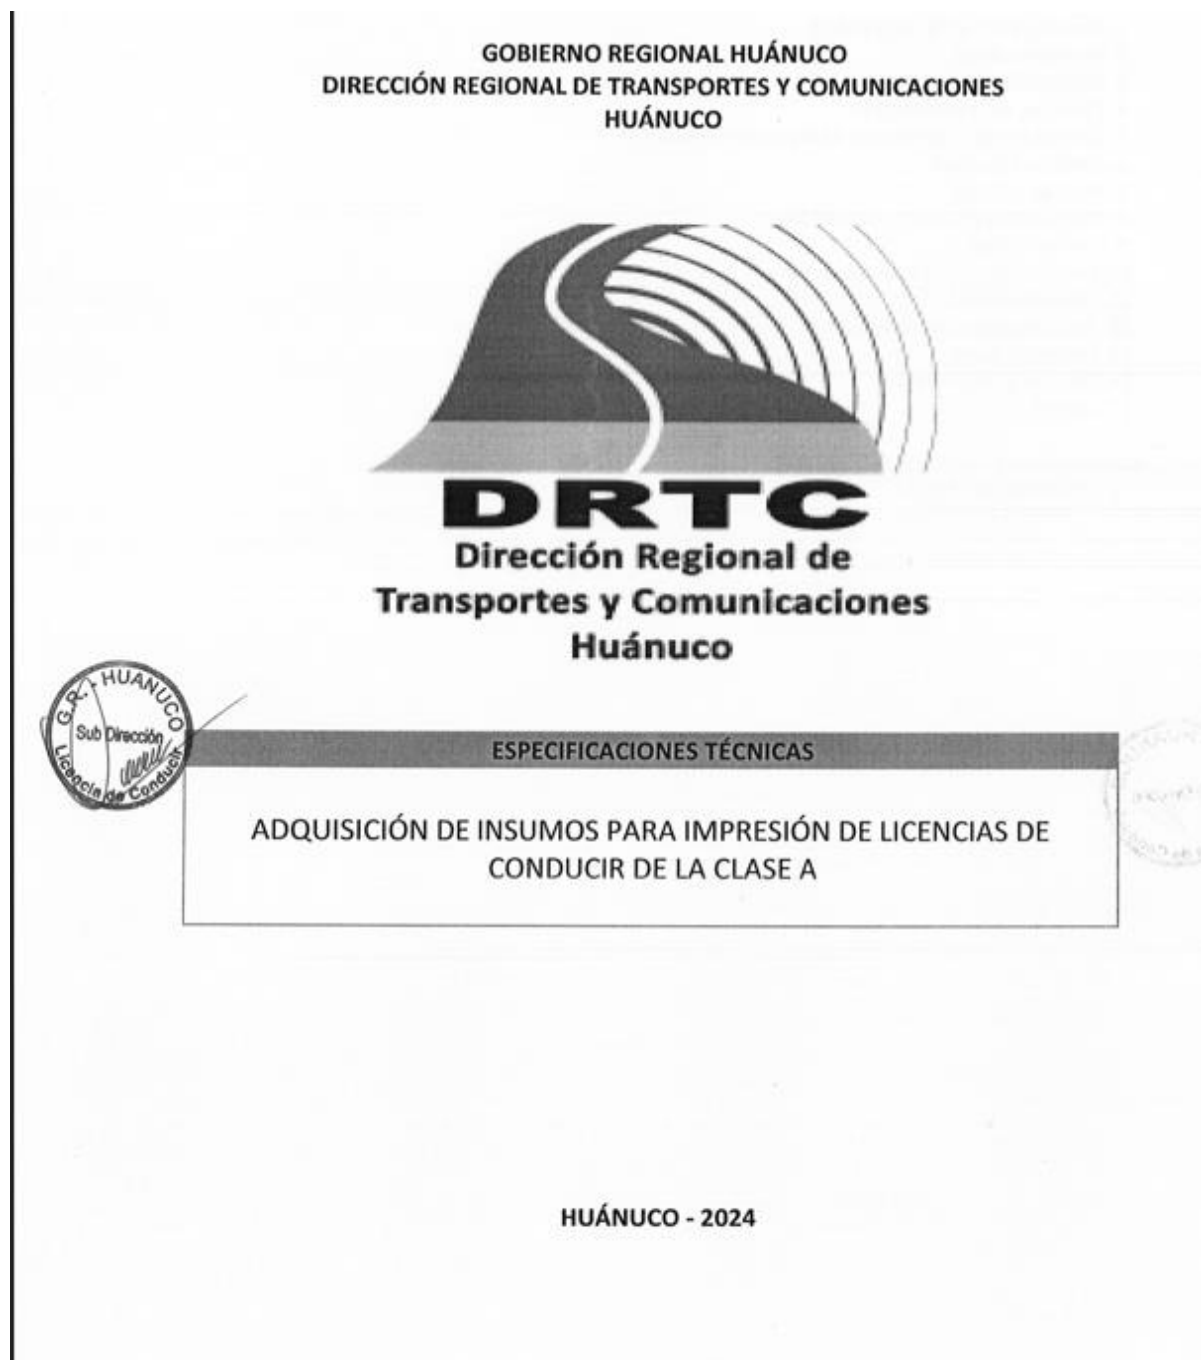 GOBIERNO REGIONAL HUÁNUCO
DIRECCIÓN REGIONAL DE TRANSPORTES Y COMUNICACIONES
HUÁNUCO
DRTC
Dirección Regional de
Transportes y Comunicaciones
Huánuco
G.R. - HUANUCO
Sub Dirección
Licencia de Conducir
ESPECIFICACIONES TÉCNICAS
ADQUISICIÓN DE INSUMOS PARA IMPRESIÓN DE LICENCIAS DE
CONDUCIR DE LA CLASE A
HUÁNUCO - 2024